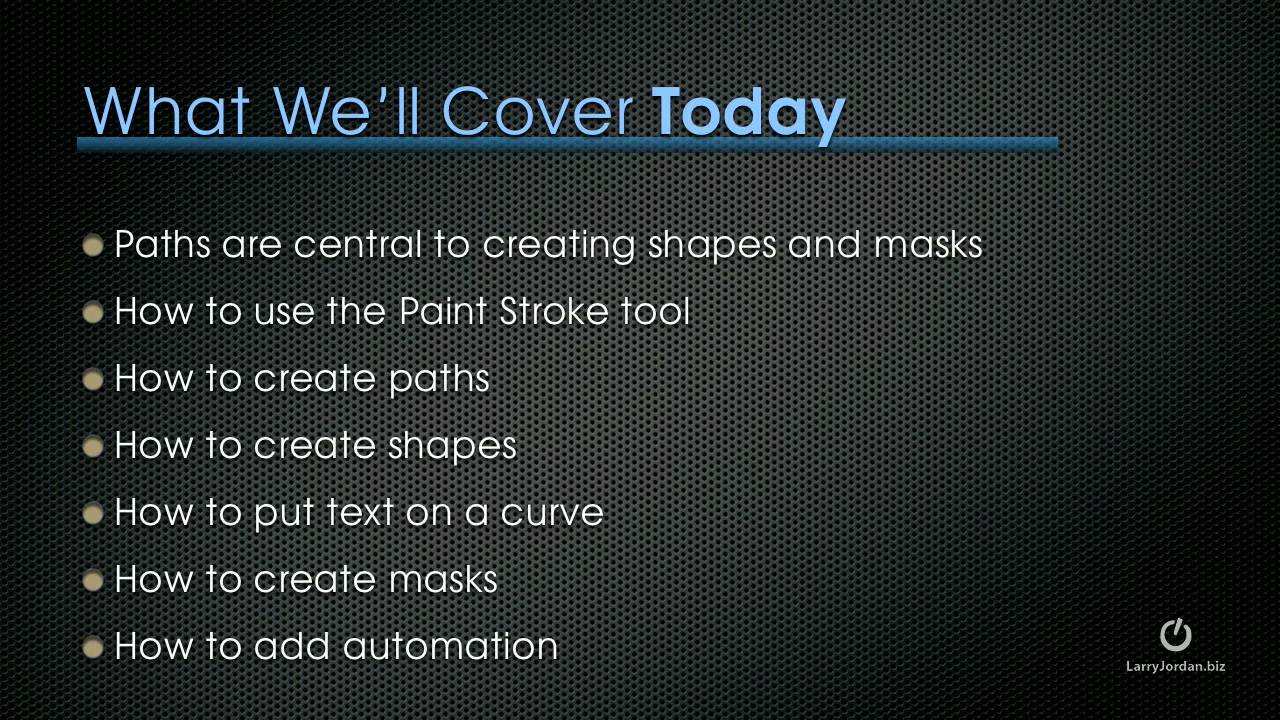 What We’ll Cover Today
Paths are central to creating shapes and masks
How to use the Paint Stroke tool
How to create paths
How to create shapes
How to put text on a curve
How to create masks
How to add automation
LarryJordan.biz